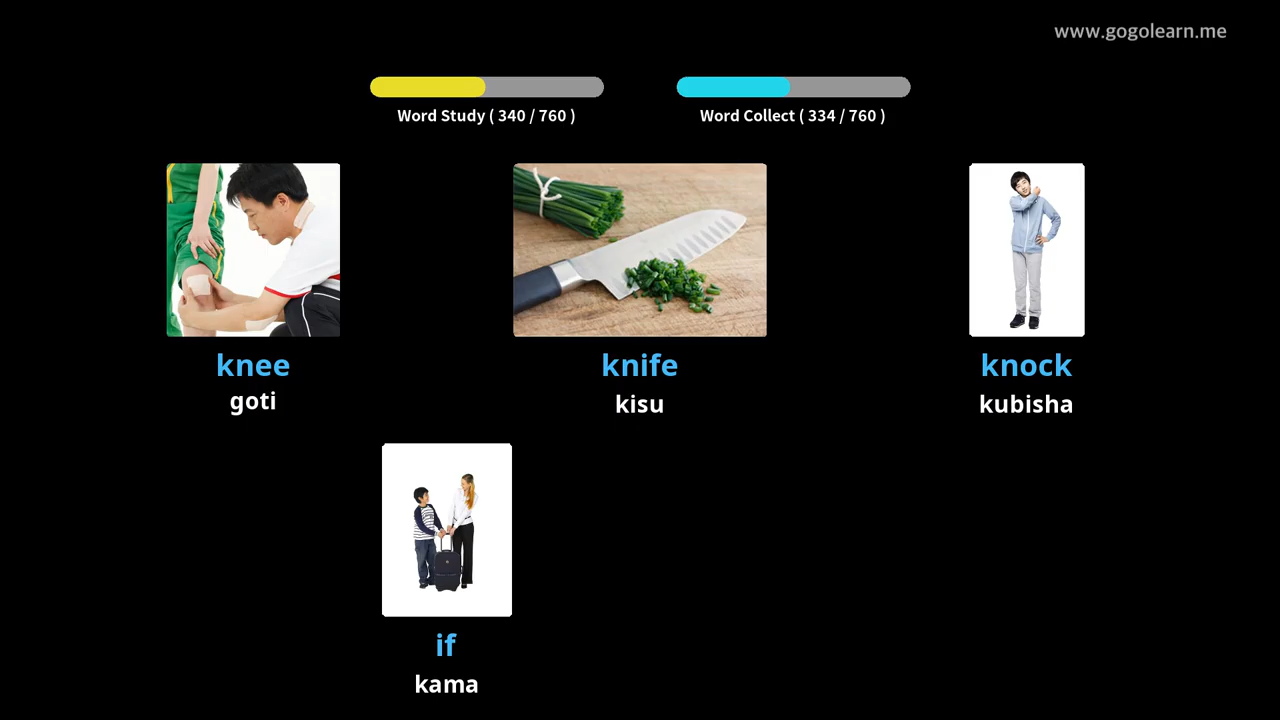 www.gogolearn.me
Word Study ( 340 / 760 )
Word Collect ( 334 / 760 )
knee
goti
knife
kisu
knock
kubisha
if
kama